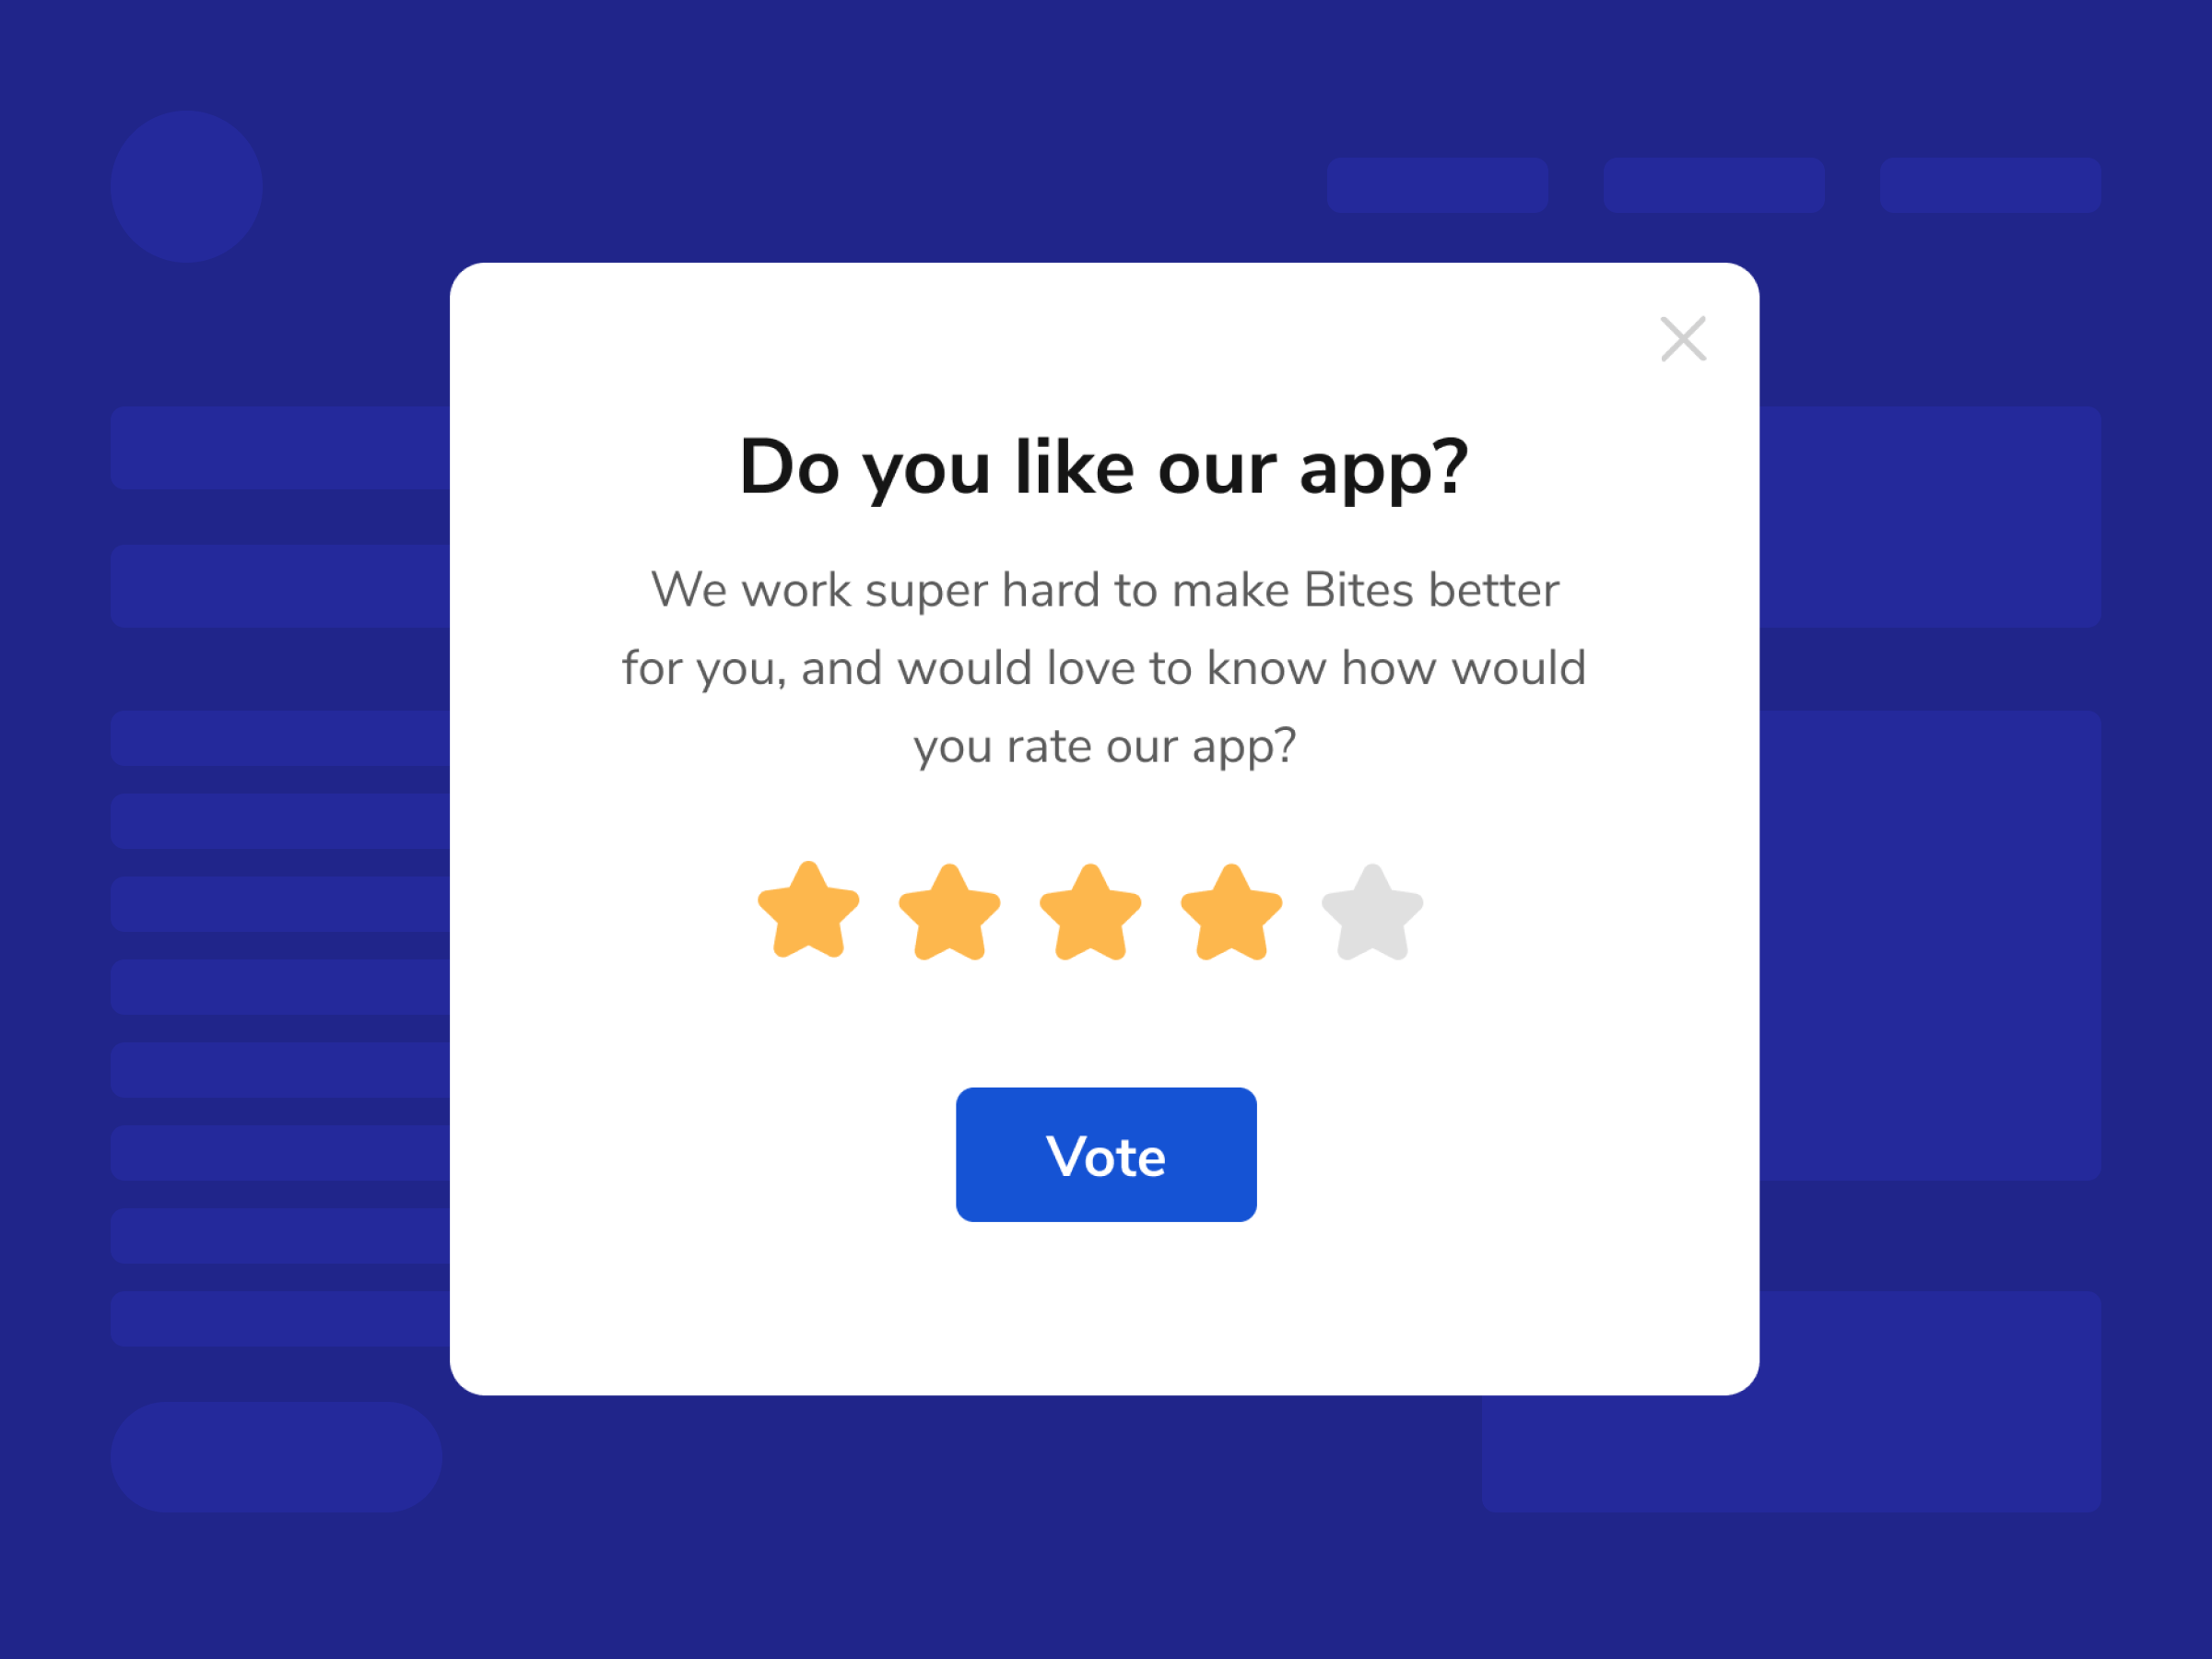 Do you like our app?
We work super hard to make Bites better
for you, and would love to know how would
you rate our app?
Vote